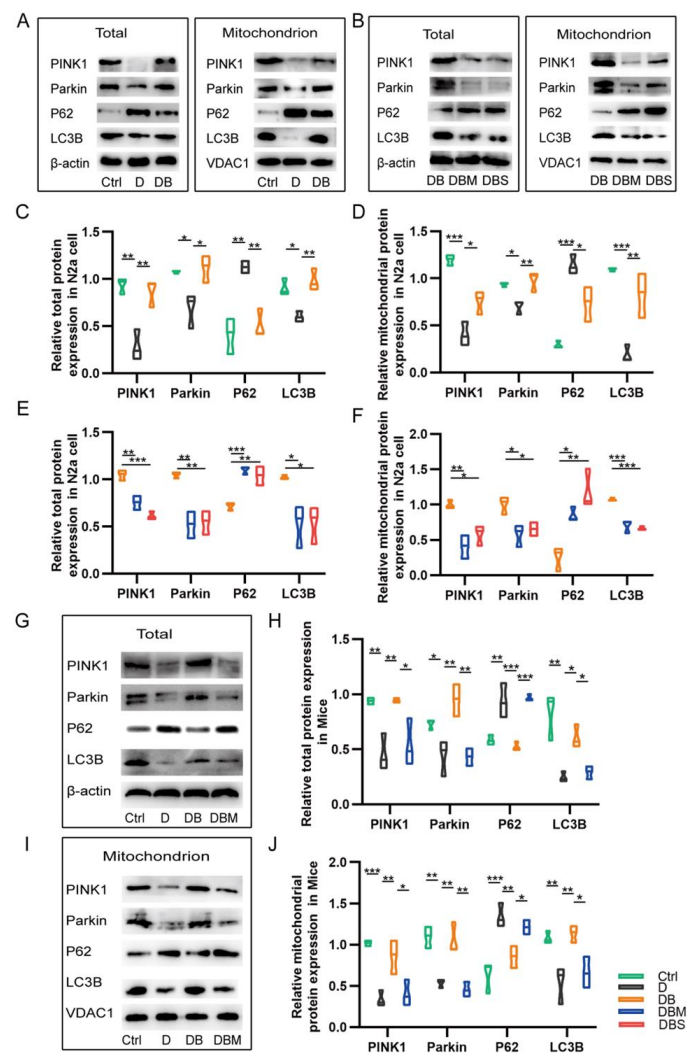 A
Total
PINK1
Parkin
P62
LC3B
β-actin
Ctrl D DB
Mitochondrion
PINK1
Parkin
P62
LC3B
VDAC1
Ctrl D DB
B
Total
PINK1
Parkin
P62
LC3B
β-actin
DB DBM DBS
Mitochondrion
PINK1
Parkin
P62
LC3B
VDAC1
DB DBM DBS
C
Relative total protein
expression in N2a cell
1.5
1.0
0.5
0.0
** ** * * ** ** * **
PINK1 Parkin P62 LC3B
D
Relative mitochondrial protein
expression in N2a cell
1.5
1.0
0.5
0.0
*** * * ** *** * *** **
PINK1 Parkin P62 LC3B
E
Relative total protein
expression in N2a cell
1.5
1.0
0.5
0.0
** ** *** *
*** ** ** *
PINK1 Parkin P62 LC3B
F
Relative mitochondrial protein
expression in N2a cell
2.0
1.5
1.0
0.5
0.0
** * * ***
* * ** ***
PINK1 Parkin P62 LC3B
G
Total
PINK1
Parkin
P62
LC3B
β-actin
Ctrl D DB DBM
H
Relative total protein expression
in Mice
1.5
1.0
0.5
0.0
** ** * * ** ** ** *** *** ** * *
PINK1 Parkin P62 LC3B
I
Mitochondrion
PINK1
Parkin
P62
LC3B
VDAC1
Ctrl D DB DBM
J
Relative mitochondrial
protein expression in Mice
2.0
1.5
1.0
0.5
0.0
*** ** * ** ** ** *** ** * ** ** *
PINK1 Parkin P62 LC3B
Ctrl
D
DB
DBM
DBS